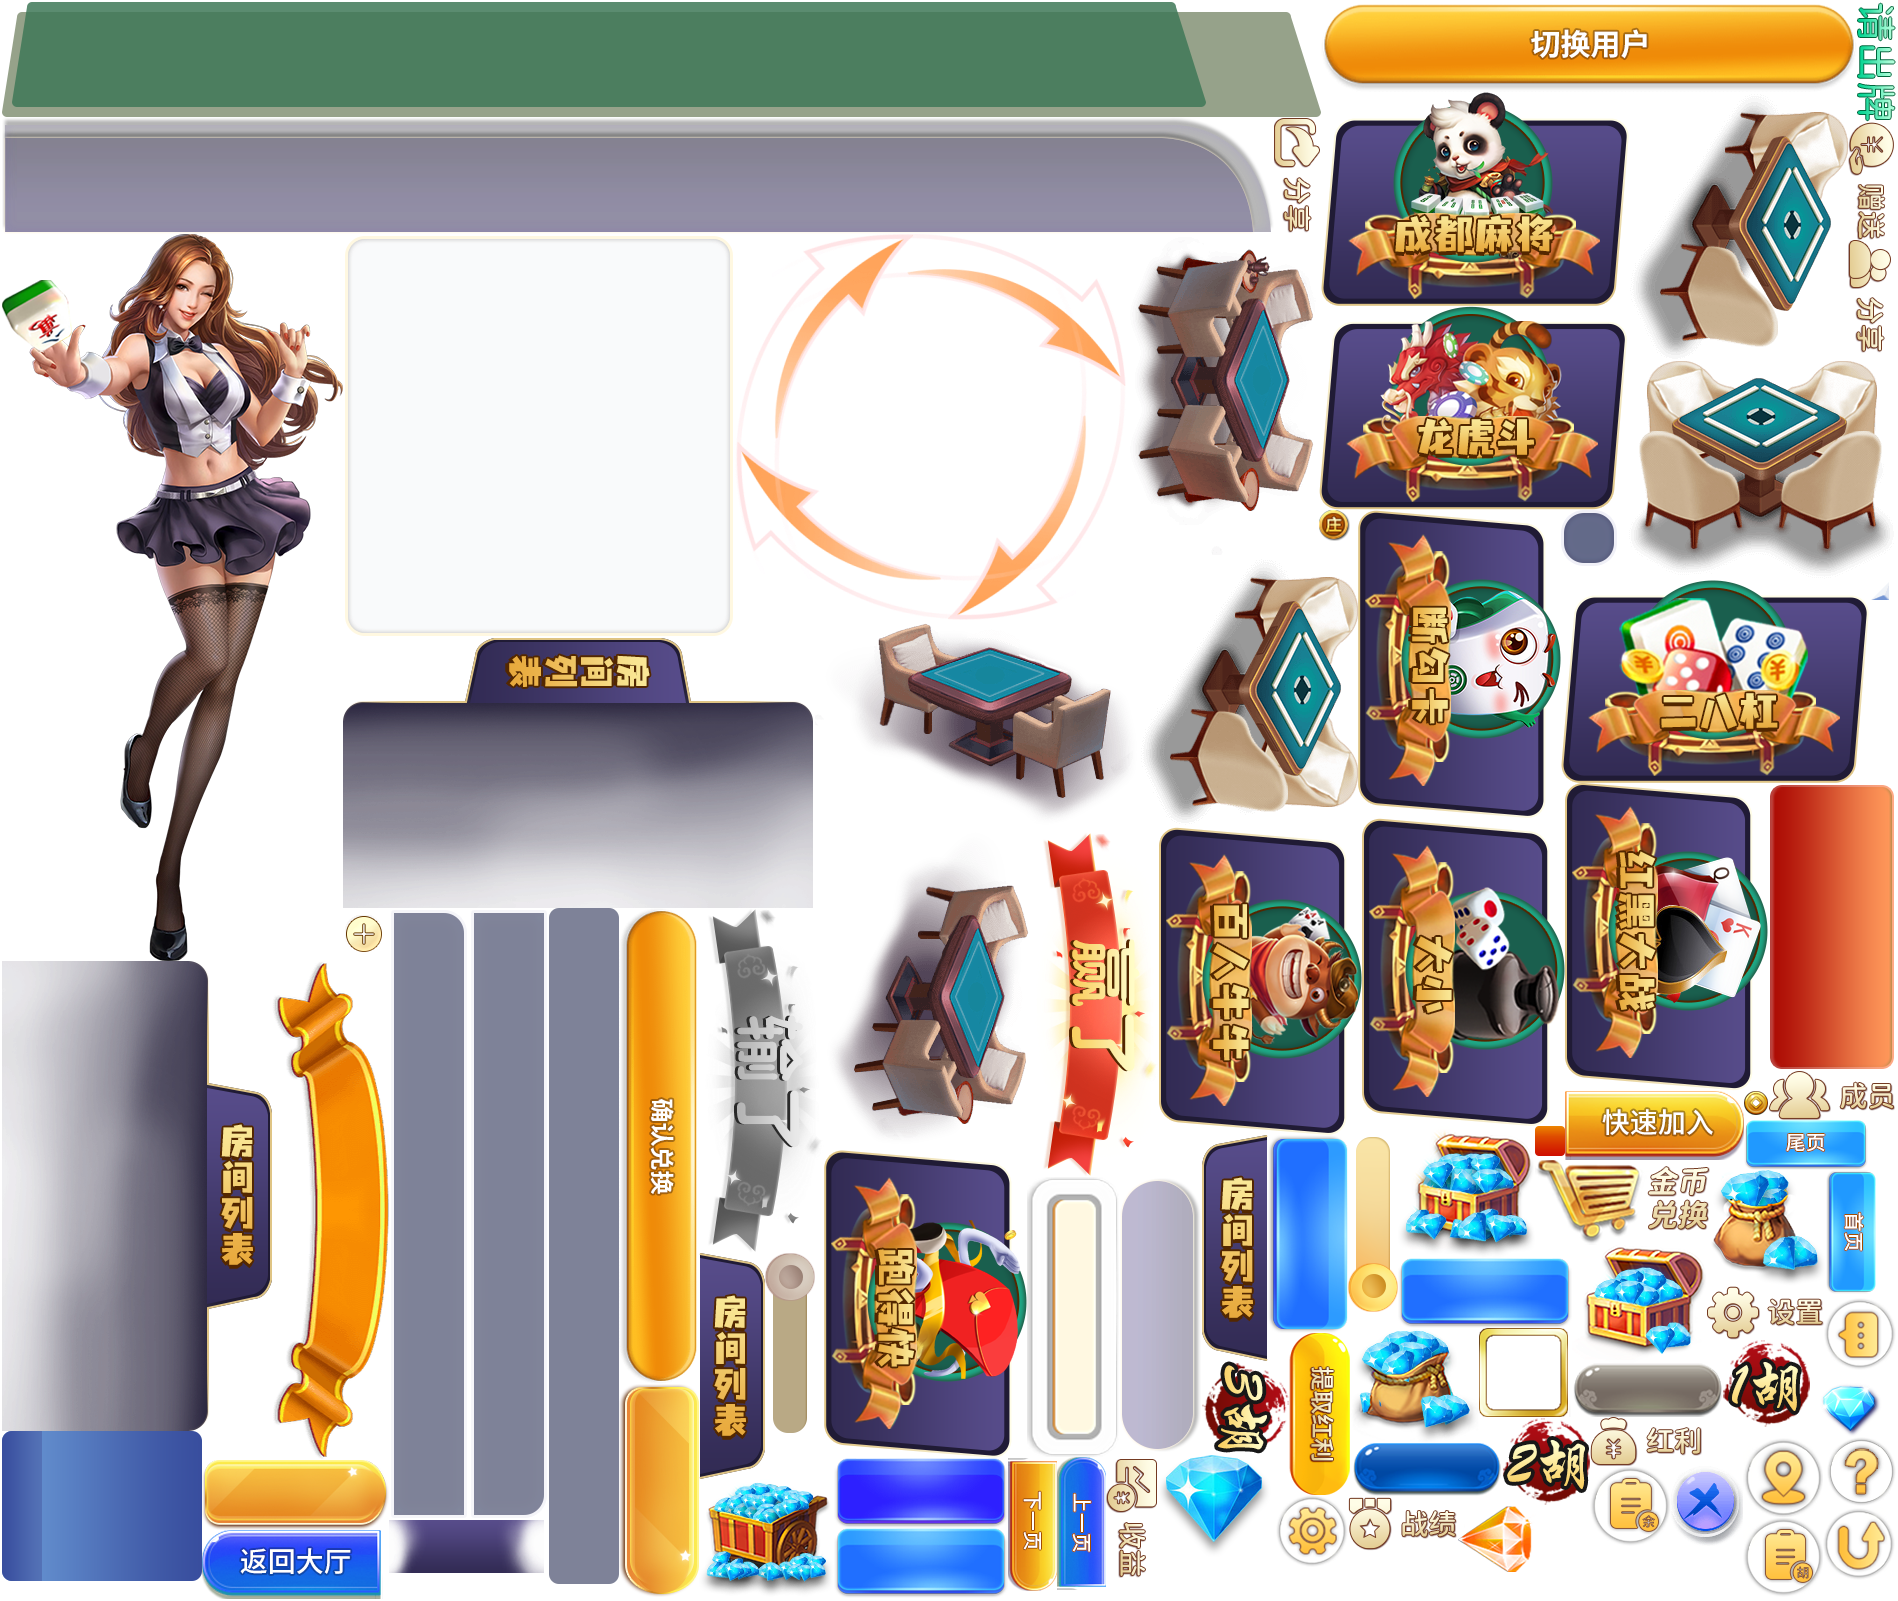 切换用户
请出牌
分享
成都麻将
赠送
分享
龙虎斗
庄
断勾卡
二八杠
房间列表
百人牛牛
大小
红黑大战
赢了
输了
确认兑换
房间列表
成员
快速加入
尾页
金币
兑换
首页
房间列表
房间列表
跑得快
设置
3胡
提取红利
1胡
红利
2胡
返回大厅
下一页
上一页
收益
战绩
余
胡
Q
K